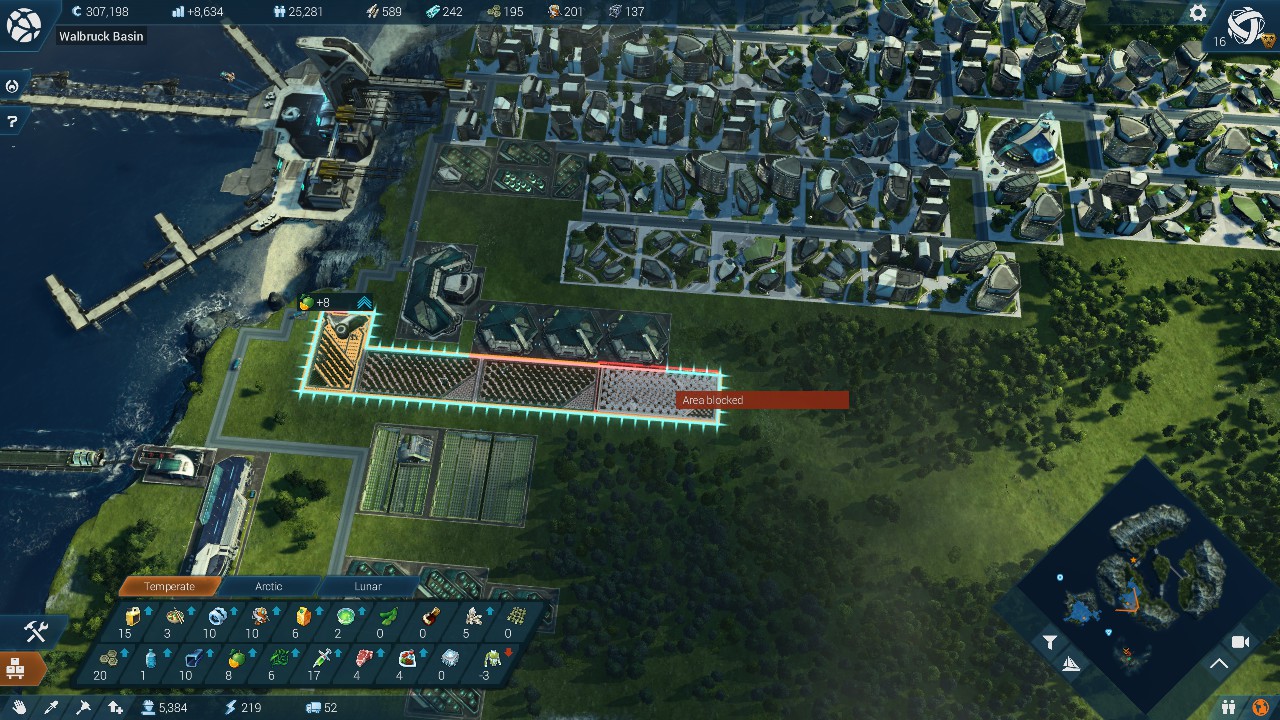 307,198 +8,634 25,281 589 242 195 201 137
16
Walbruck Basin
?
+8
Area blocked
Temperate Arctic Lunar
15 3 10 10 6 2 0 0 5 0
20 1 10 8 6 17 4 4 0 -3
5,384 219 52